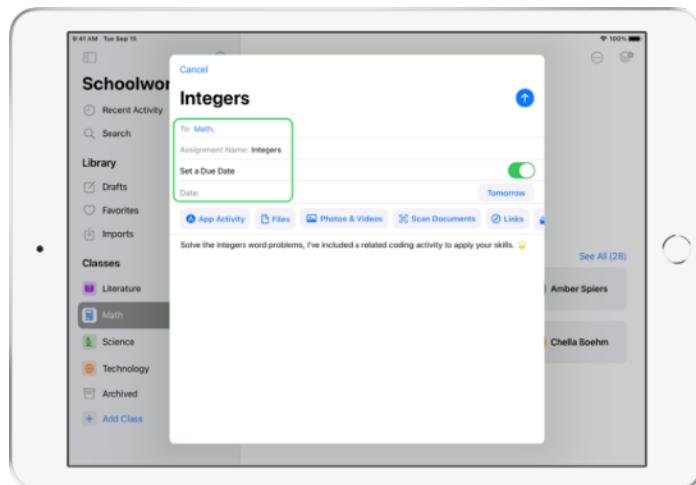 9:41 AM Tue Sep 15
100%
Cancel
Schoolwor
Integers
Recent Activity
To: Math,
Search
Assignment Name: Integers
Library
Set a Due Date
Drafts
Date:
Tomorrow
Favorites
App Activity
Files
Photos & Videos
Scan Documents
Links
Imports
Solve the integers word problems, I've included a related coding activity to apply your skills.
Classes
See All (28)
Literature
Amber Spiers
Math
Science
Chella Boehm
Technology
Archived
Add Class